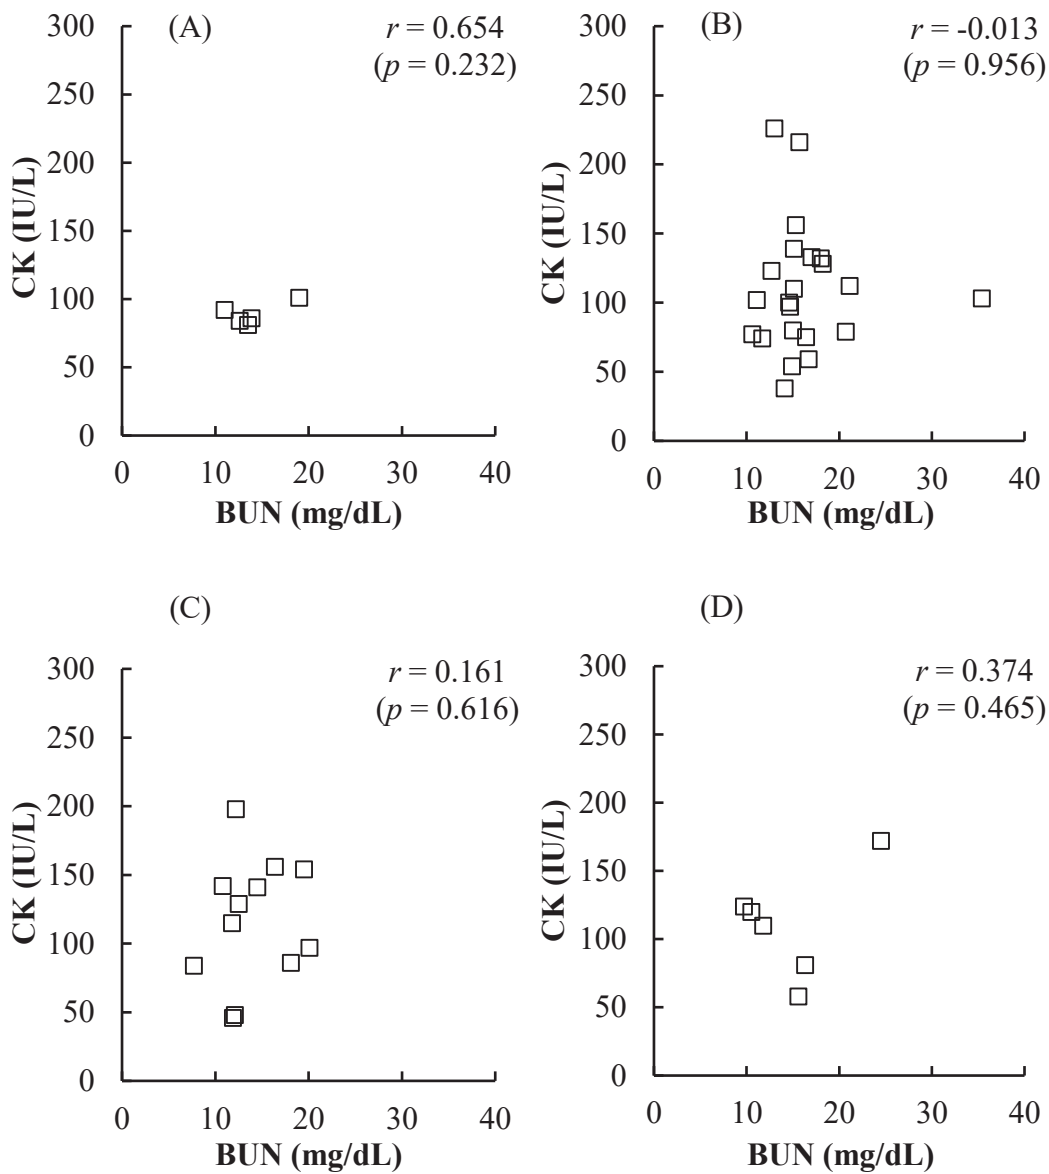 (A)
r = 0.654
(p = 0.232)
300
250
200
150
100
50
0
CK (IU/L)
0 10 20 30 40
BUN (mg/dL)
(B)
r = -0.013
(p = 0.956)
300
250
200
150
100
50
0
CK (IU/L)
0 10 20 30 40
BUN (mg/dL)
(C)
r = 0.161
(p = 0.616)
300
250
200
150
100
50
0
CK (IU/L)
0 10 20 30 40
BUN (mg/dL)
(D)
r = 0.374
(p = 0.465)
300
250
200
150
100
50
0
CK (IU/L)
0 10 20 30 40
BUN (mg/dL)